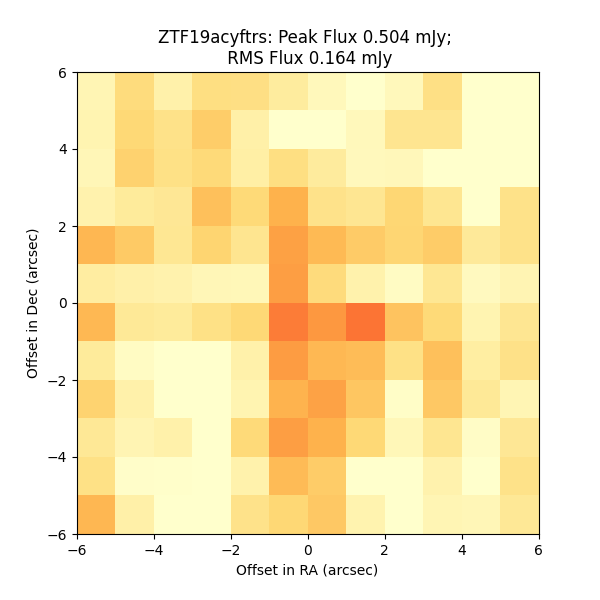 ZTF19acyftrs: Peak Flux 0.504 mJy;
RMS Flux 0.164 mJy
6
4
2
0
−2
−4
−6
Offset in Dec (arcsec)
−6 −4 −2 0 2 4 6
Offset in RA (arcsec)